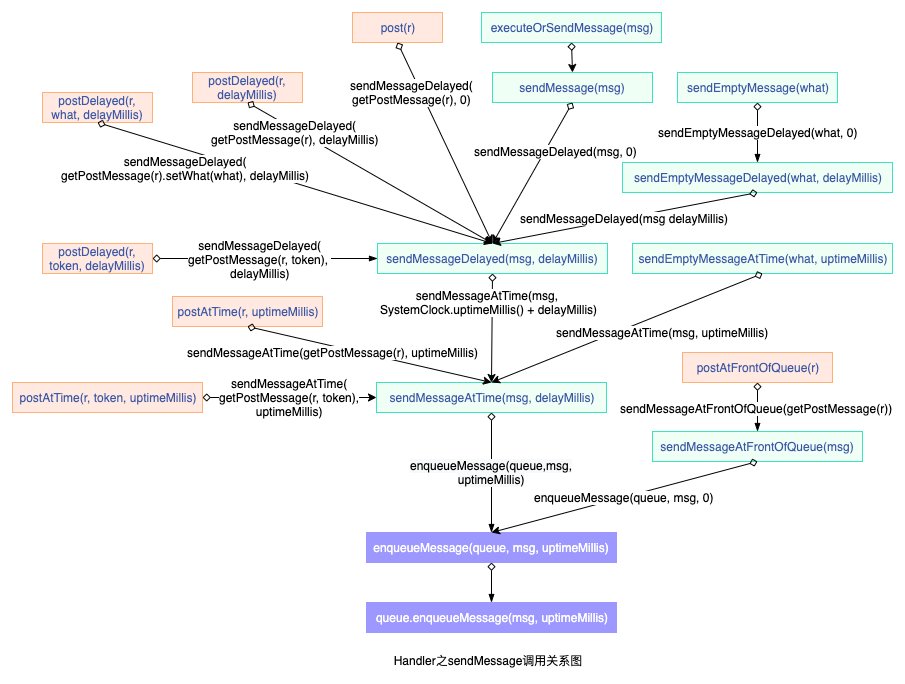 post(r)
executeOrSendMessage(msg)
postDelayed(r,
delayMillis)
sendMessageDelayed(
getPostMessage(r), 0)
sendMessage(msg)
sendEmptyMessage(what)
postDelayed(r,
what, delayMillis)
sendMessageDelayed(
getPostMessage(r), delayMillis)
sendEmptyMessageDelayed(what, 0)
sendMessageDelayed(
getPostMessage(r).setWhat(what), delayMillis)
sendMessageDelayed(msg, 0)
sendEmptyMessageDelayed(what, delayMillis)
sendMessageDelayed(msg delayMillis)
postDelayed(r,
token, delayMillis)
sendMessageDelayed(
getPostMessage(r, token),
delayMillis)
sendMessageDelayed(msg, delayMillis)
sendEmptyMessageAtTime(what, uptimeMillis)
sendMessageAtTime(msg,
SystemClock.uptimeMillis() + delayMillis)
postAtTime(r, uptimeMillis)
sendMessageAtTime(msg, uptimeMillis)
sendMessageAtTime(getPostMessage(r), uptimeMillis)
postAtFrontOfQueue(r)
postAtTime(r, token, uptimeMillis)
sendMessageAtTime(
getPostMessage(r, token),
uptimeMillis)
sendMessageAtTime(msg, delayMillis)
sendMessageAtFrontOfQueue(getPostMessage(r))
sendMessageAtFrontOfQueue(msg)
enqueueMessage(queue,msg,
uptimeMillis)
enqueueMessage(queue, msg, 0)
enqueueMessage(queue, msg, uptimeMillis)
queue.enqueueMessage(msg, uptimeMillis)
Handler之sendMessage调用关系图